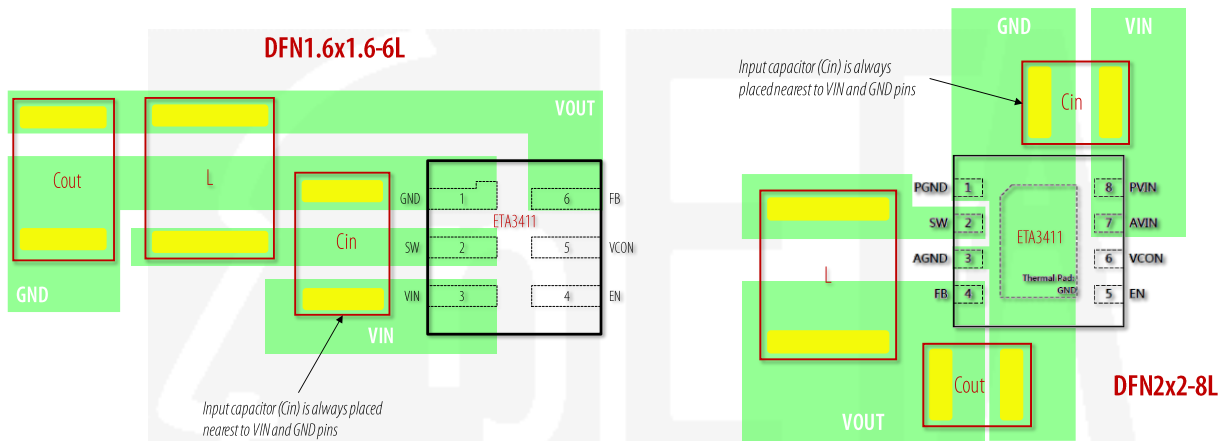 DFN1.6x1.6-6L
VOUT
Cout
L
Cin
GND
VIN
GND
SW
VIN
1
2
3
ETA3411
6
5
4
FB
VCON
EN
Input capacitor (Cin) is always placed
nearest to VIN and GND pins
GND
VIN
Input capacitor (Cin) is always
placed nearest to VIN and GND pins
Cin
PGND
SW
AGND
FB
1
2
3
4
ETA3411
Thermal Pad:
GND
8
7
6
5
PVIN
AVIN
VCON
EN
L
Cout
VOUT
DFN2x2-8L